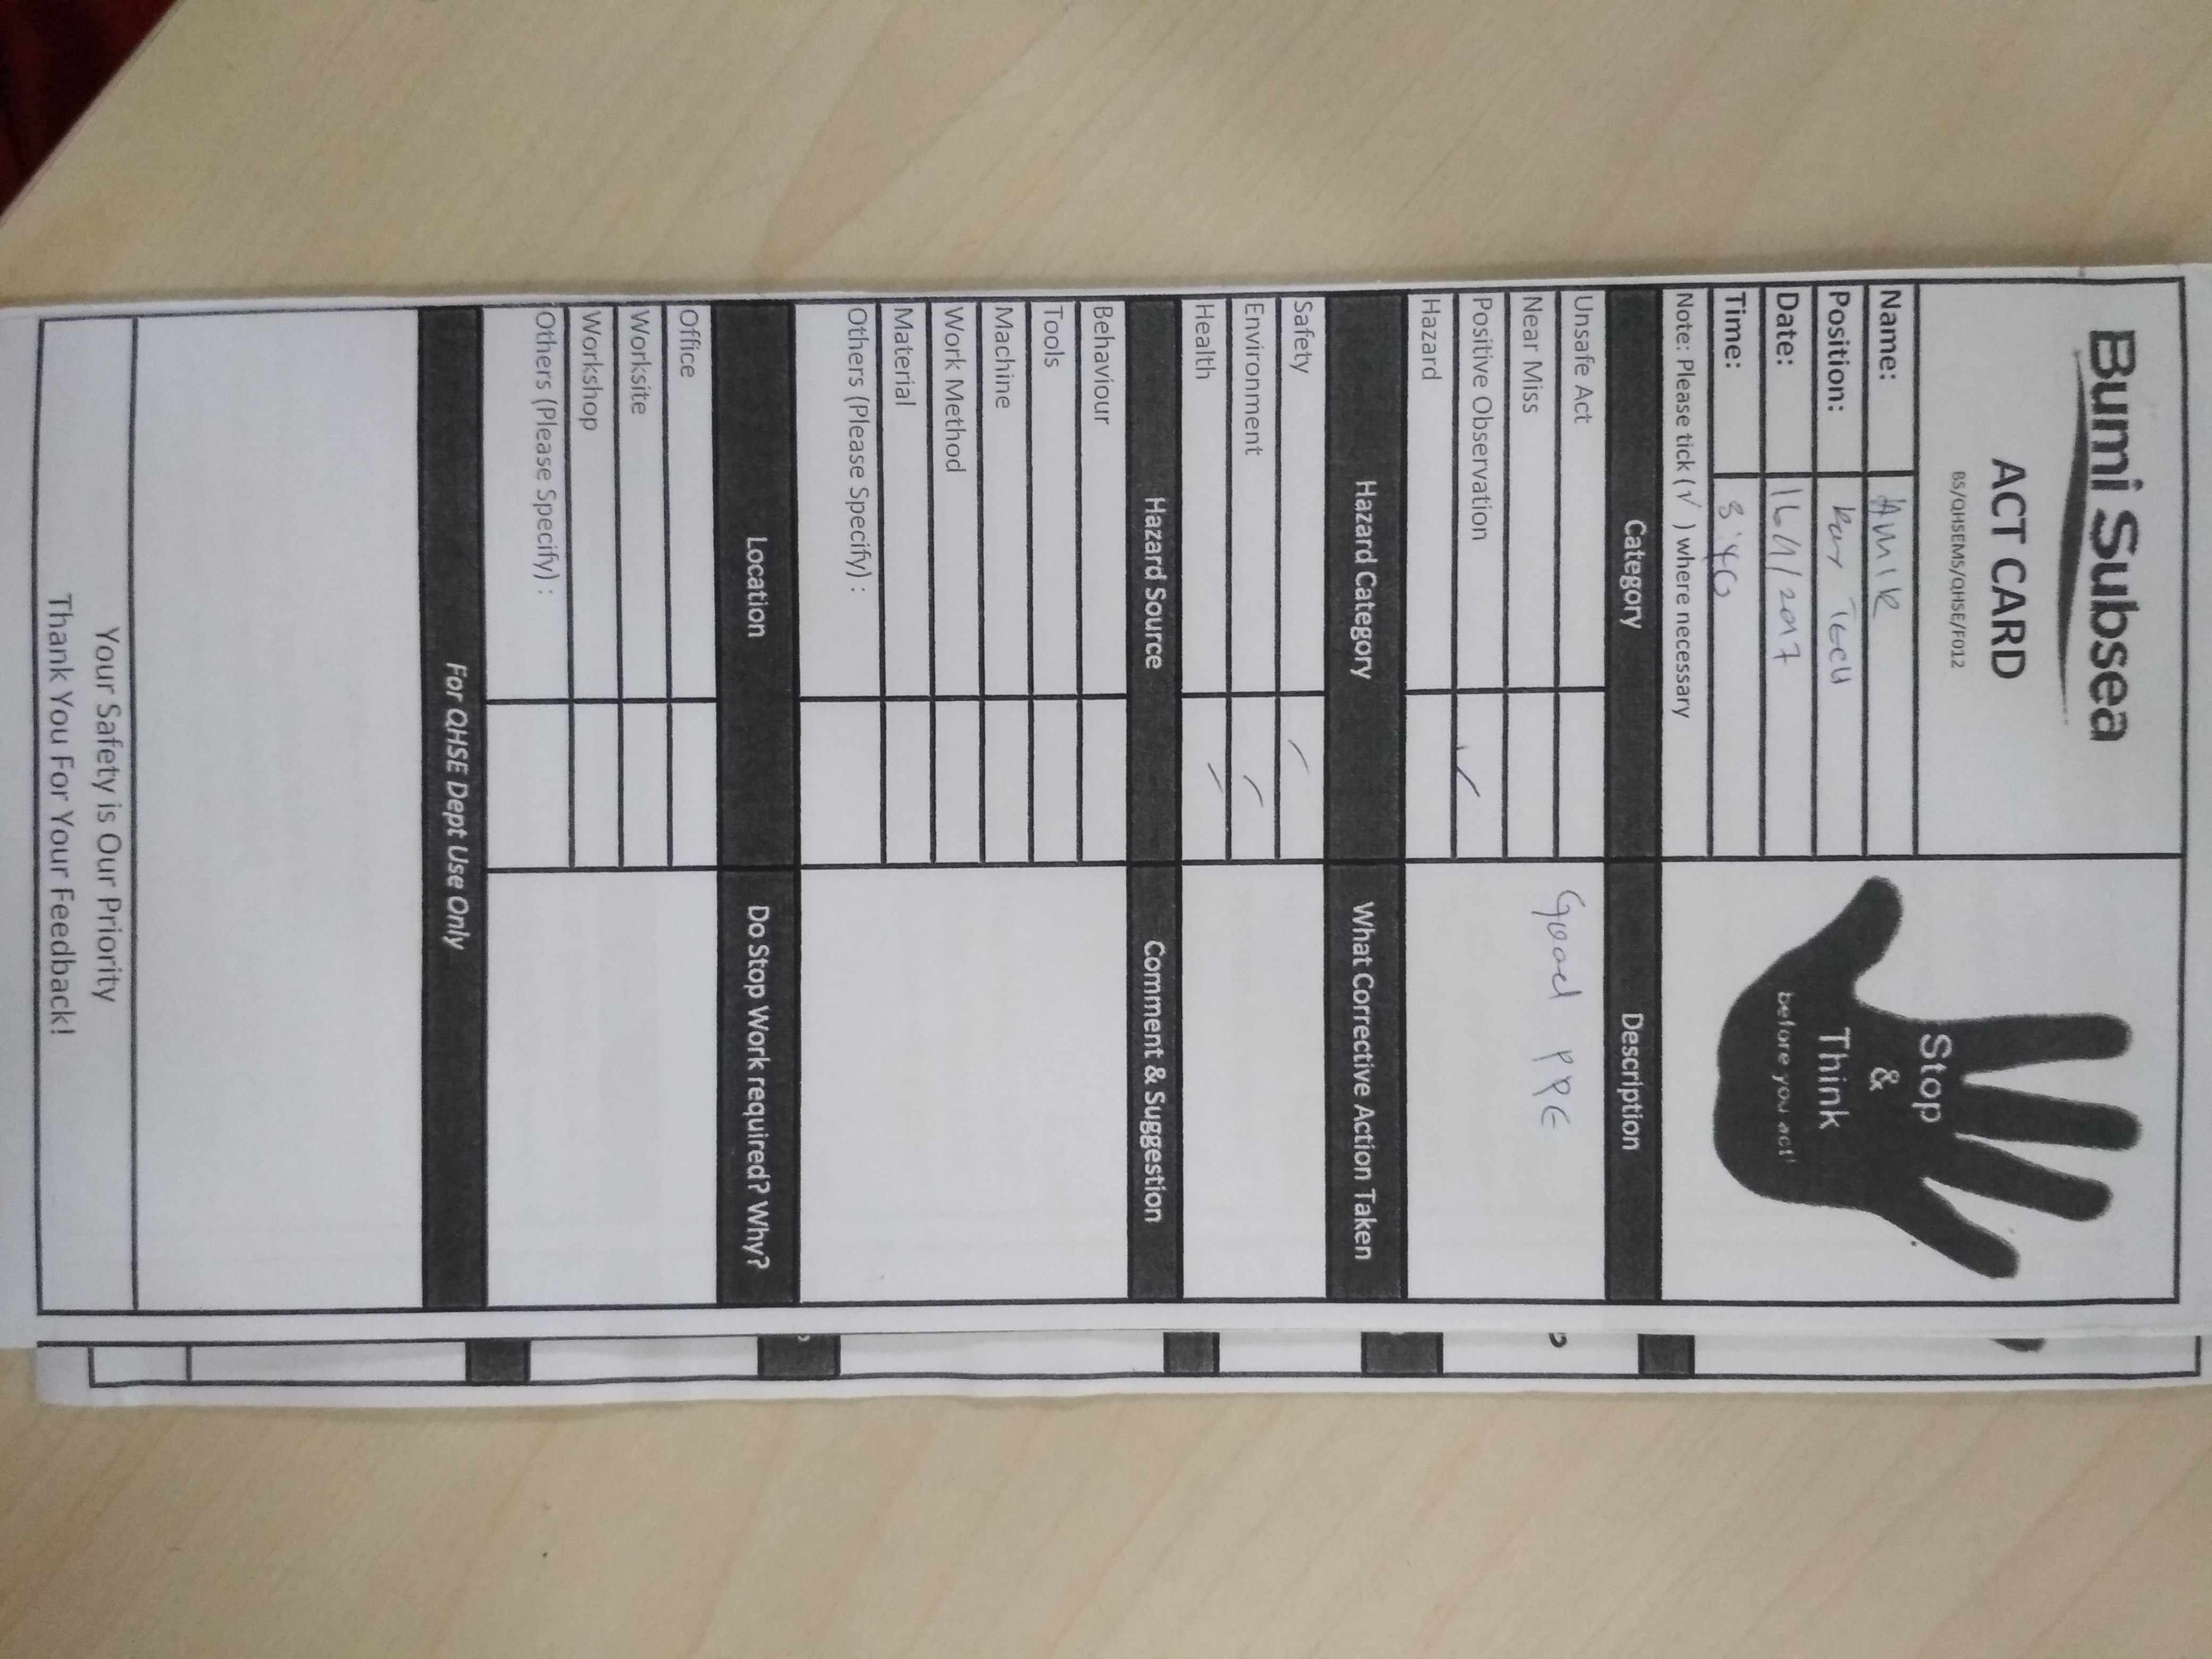 Bumi Subsea
ACT CARD
BS/QHSEMS/QHSE/F012
Stop
&
Think
before you act!
Name: AMIR
Position: Tech
Date: 16/1/2017
Time: 8:40
Note: Please tick (√ ) where necessary
Category Description
Unsafe Act Good PPE
Near Miss
Positive Observation ✓
Hazard
Hazard Category What Corrective Action Taken
Safety /
Environment /
Health /
Hazard Source Comment & Suggestion
Behaviour
Tools
Machine
Work Method
Material
Others (Please Specify) :
Location Do Stop Work required? Why?
Office
Worksite
Workshop
Others (Please Specify) :
For QHSE Dept Use Only
Your Safety is Our Priority
Thank You For Your Feedback!